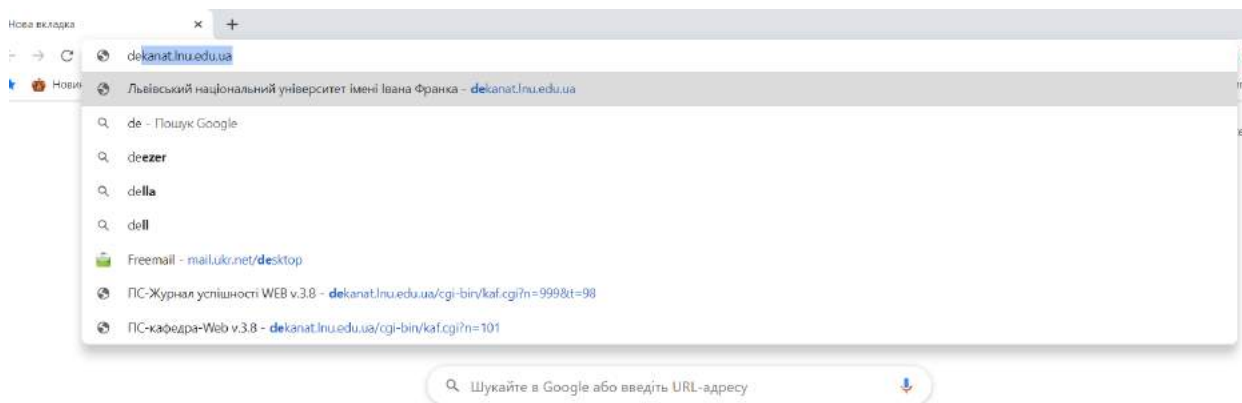 Нова вкладка
dekanat.lnu.edu.ua
Новин
Львівський національний університет імені Івана Франка - dekanat.lnu.edu.ua
de - Пошук Google
deezer
della
dell
Freemail - mail.ukr.net/desktop
ПС-Журнал успішності WEB v.3.8 - dekanat.lnu.edu.ua/cgi-bin/kaf.cgi?n=999&t=98
ПС-кафедра-Web v.3.8 - dekanat.lnu.edu.ua/cgi-bin/kaf.cgi?n=101
Шукайте в Google або введіть URL-адресу